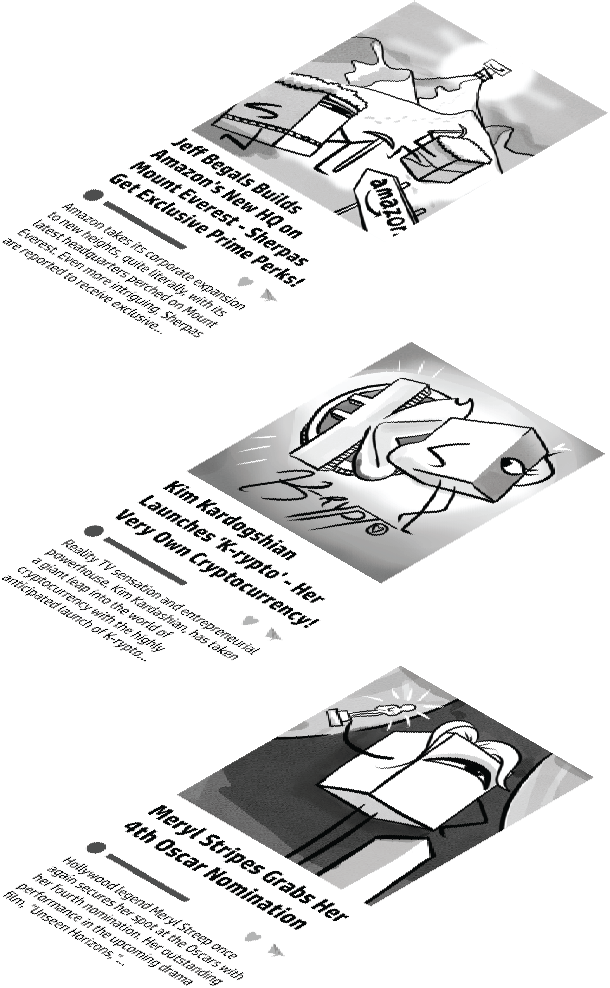 amazon
Jeff Begals Builds
Amazon's New HQ on
Mount Everest - Sherpas
Get Exclusive Prime Perks!
Amazon takes its corporate expansion
to new heights, quite literally, with its
latest headquarters perched on Mount
Everest. Even more intriguing, Sherpas
are reported to receive exclusive...
Krypto
Kim Kardogshian
Launches 'K-rypto' - Her
Very Own Cryptocurrency!
Reality TV sensation and entrepreneurial
powerhouse, Kim Kardashian, has taken
a giant leap into the world of
cryptocurrency with the highly
anticipated launch of K-rypto...
Meryl Stripes Grabs Her
4th Oscar Nomination
Hollywood legend Meryl Streep once
again secures her spot at the Oscars with
her fourth nomination. Her outstanding
performance in the upcoming drama
film, "Unseen Horizons,"...